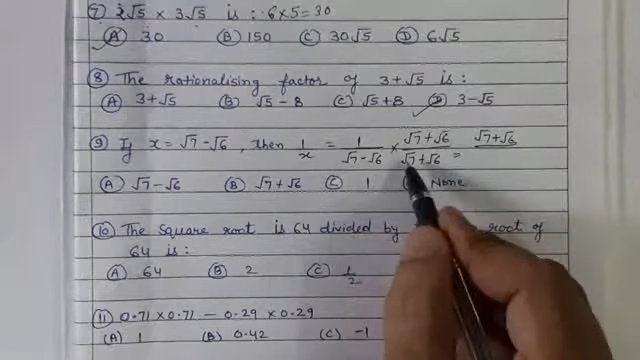 ⑦ 2√5 × 3√5 is : 6×5=30
Ⓐ 30 Ⓑ 150 Ⓒ 30√5 Ⓓ 6√5
⑧ The rationalising factor of 3+√5 is :
Ⓐ 3+√5 Ⓑ √5-8 Ⓒ √5+8 Ⓓ 3-√5
⑨ If x = √7-√6, then 1/x = 1/(√7-√6) × (√7+√6)/(√7+√6) = √7+√6
Ⓐ √7-√6 Ⓑ √7+√6 Ⓒ 1 None
⑩ The square root is 64 divided by root of
64 is :
Ⓐ 64 Ⓑ 2 Ⓒ 1/2
⑪ 0.71 × 0.71 - 0.29 × 0.29
(A) 1 (B) 0.42 (C) -1